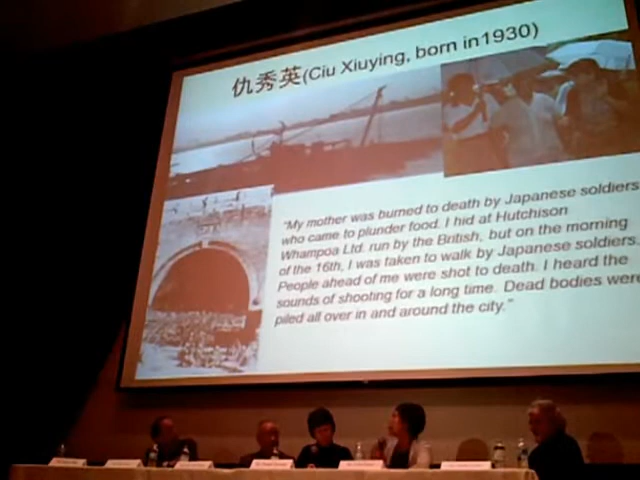 仇秀英(Ciu Xiuying, born in1930)
"My mother was burned to death by Japanese soldiers
who came to plunder food. I hid at Hutchison
Whampoa Ltd. run by the British, but on the morning
of the 16th, I was taken to walk by Japanese soldiers.
People ahead of me were shot to death. I heard the
sounds of shooting for a long time. Dead bodies were
piled all over in and around the city."